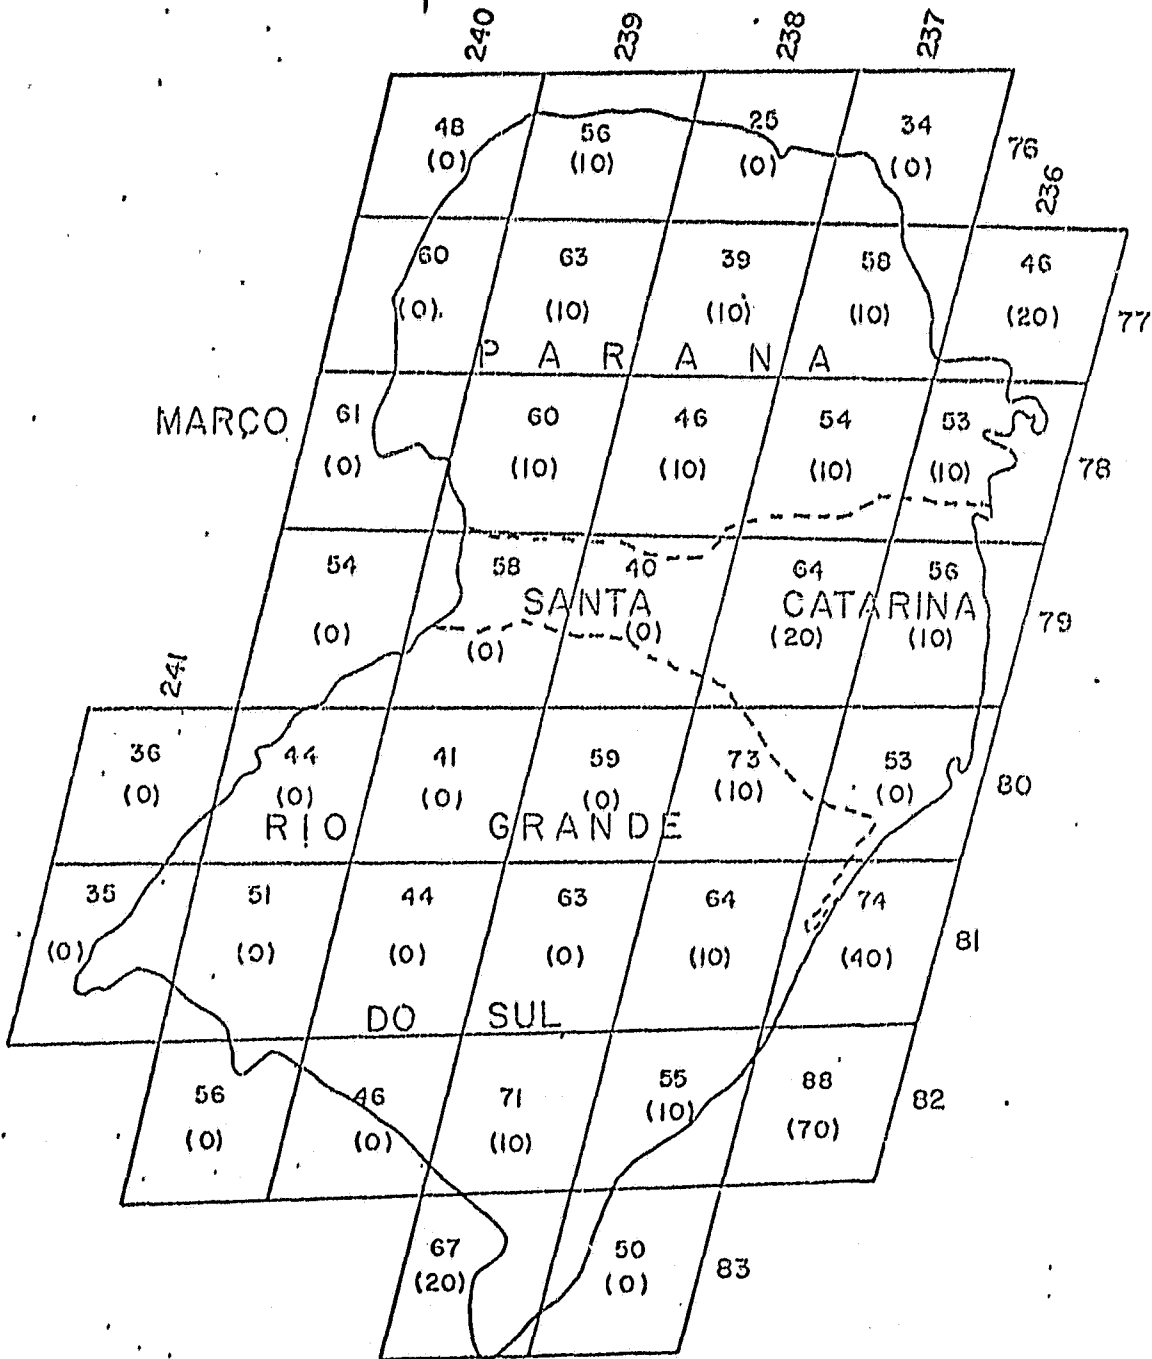 240 239 238 237
48 56 25 34
(0) (10) (0) (0)
76
236
60 63 39 58 46
(0) (10) (10) (10) (20)
77
PARANA
MARÇO
61 60 46 54 53
(0) (10) (10) (10) (10)
78
54 58 40 64 56
SANTA CATARINA
(0) (0) (0) (20) (10)
79
241
36 44 41 59 73 53
(0) (0) (0) (0) (10) (0)
80
RIO GRANDE
35 51 44 63 64 74
(0) (0) (0) (0) (10) (40)
81
DO SUL
56 46 71 55 88
(0) (0) (10) (10) (70)
82
67 50
(20) (0)
83